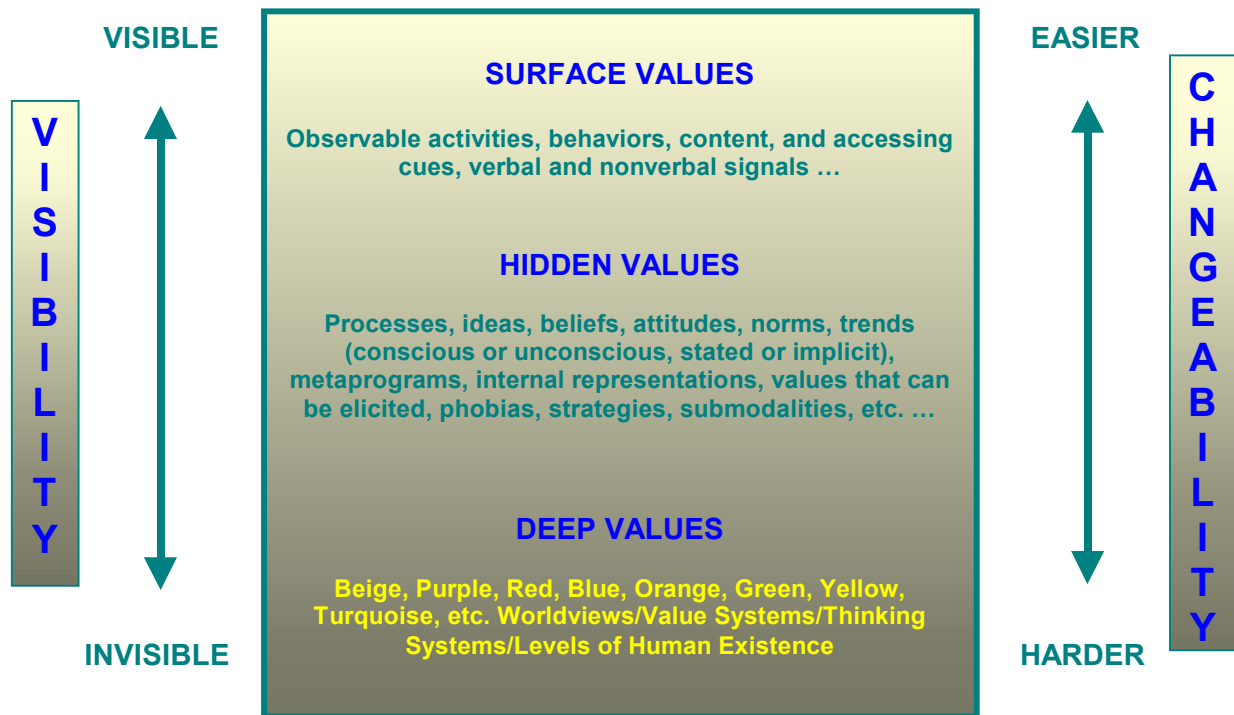 VISIBLE
EASIER
VISIBILITY
CHANGEABILITY
SURFACE VALUES
Observable activities, behaviors, content, and accessing
cues, verbal and nonverbal signals …
HIDDEN VALUES
Processes, ideas, beliefs, attitudes, norms, trends
(conscious or unconscious, stated or implicit),
metaprograms, internal representations, values that can
be elicited, phobias, strategies, submodalities, etc. …
DEEP VALUES
Beige, Purple, Red, Blue, Orange, Green, Yellow,
Turquoise, etc. Worldviews/Value Systems/Thinking
Systems/Levels of Human Existence
INVISIBLE
HARDER